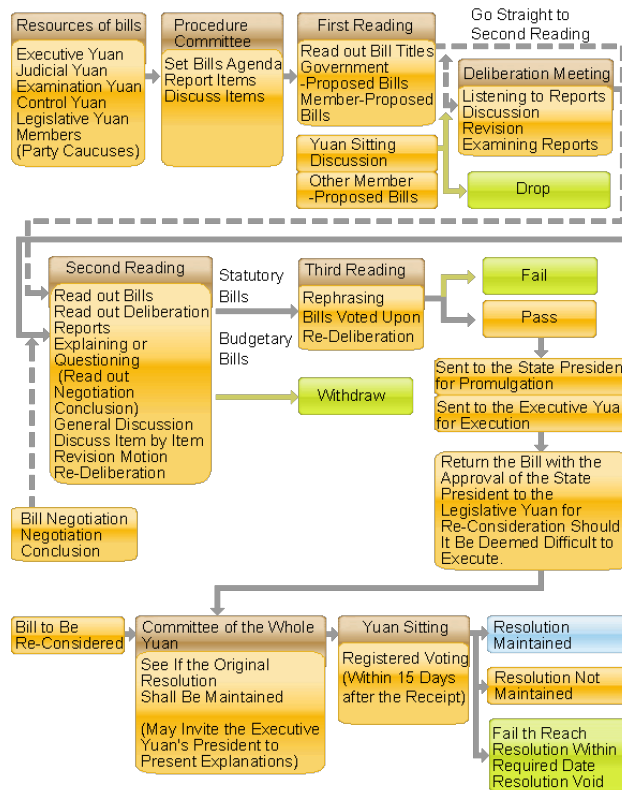 Resources of bills
Executive Yuan
Judicial Yuan
Examination Yuan
Control Yuan
Legislative Yuan
Members
(Party Caucuses)
Procedure
Committee
Set Bills Agenda
Report Items
Discuss Items
First Reading
Read out Bill Titles
Government
-Proposed Bills
Member-Proposed
Bills
Yuan Sitting
Discussion
Other Member
-Proposed Bills
Go Straight to
Second Reading
Deliberation Meeting
Listening to Reports
Discussion
Revision
Examining Reports
Drop
Second Reading
Read out Bills
Read out Deliberation
Reports
Explaining or
Questioning
(Read out
Negotiation
Conclusion)
General Discussion
Discuss Item by Item
Revision Motion
Re-Deliberation
Statutory
Bills
Budgetary
Bills
Third Reading
Rephrasing
Bills Voted Upon
Re-Deliberation
Withdraw
Fail
Pass
Sent to the State Presiden
for Promulgation
Sent to the Executive Yua
for Execution
Return the Bill with the
Approval of the State
President to the
Legislative Yuan for
Re-Consideration Should
It Be Deemed Difficult to
Execute.
Bill Negotiation
Negotiation
Conclusion
Bill to Be
Re-Considered
Committee of the Whole
Yuan
See If the Original
Resolution
Shall Be Maintained
(May Invite the Executive
Yuan's President to
Present Explanations)
Yuan Sitting
Registered Voting
(Within 15 Days
after the Receipt)
Resolution
Maintained
Resolution Not
Maintained
Fail th Reach
Resolution Within
Required Date
Resolution Void